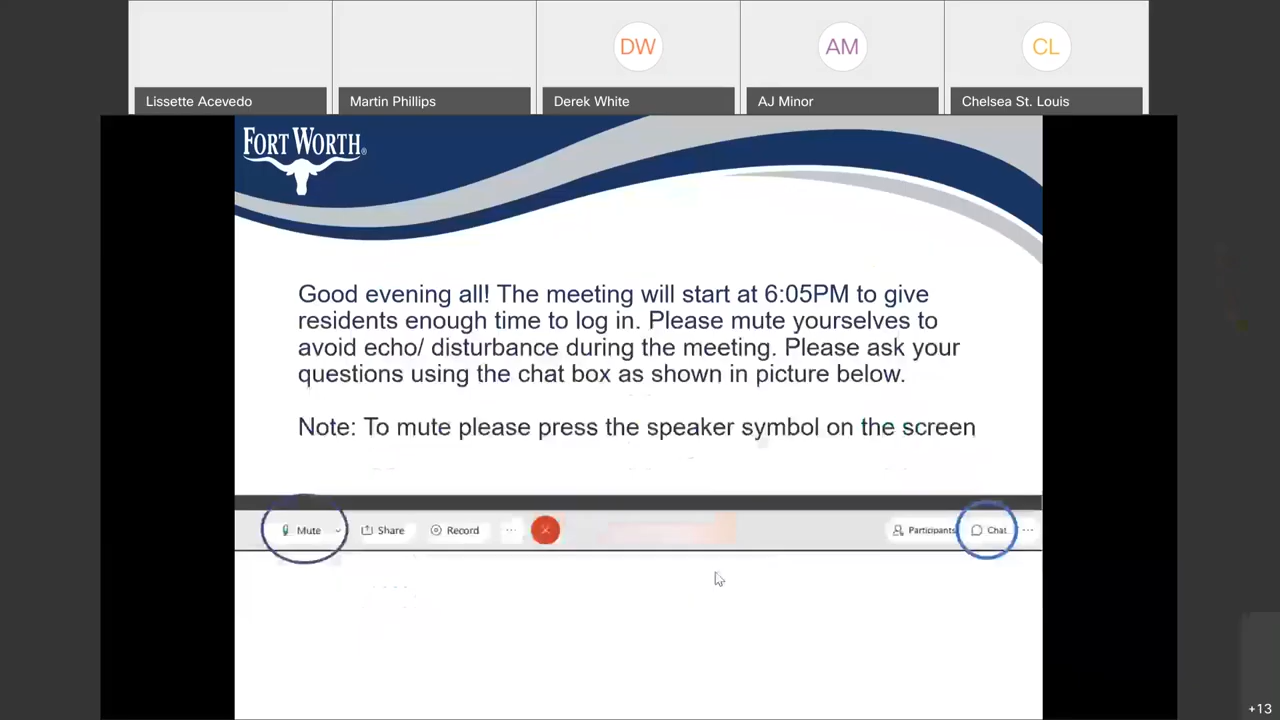 DW
AM
CL
Lissette Acevedo
Martin Phillips
Derek White
AJ Minor
Chelsea St. Louis
FORT WORTH®
Good evening all! The meeting will start at 6:05PM to give
residents enough time to log in. Please mute yourselves to
avoid echo/ disturbance during the meeting. Please ask your
questions using the chat box as shown in picture below.
Note: To mute please press the speaker symbol on the screen
Mute
Share
Record
Participants
Chat
+13